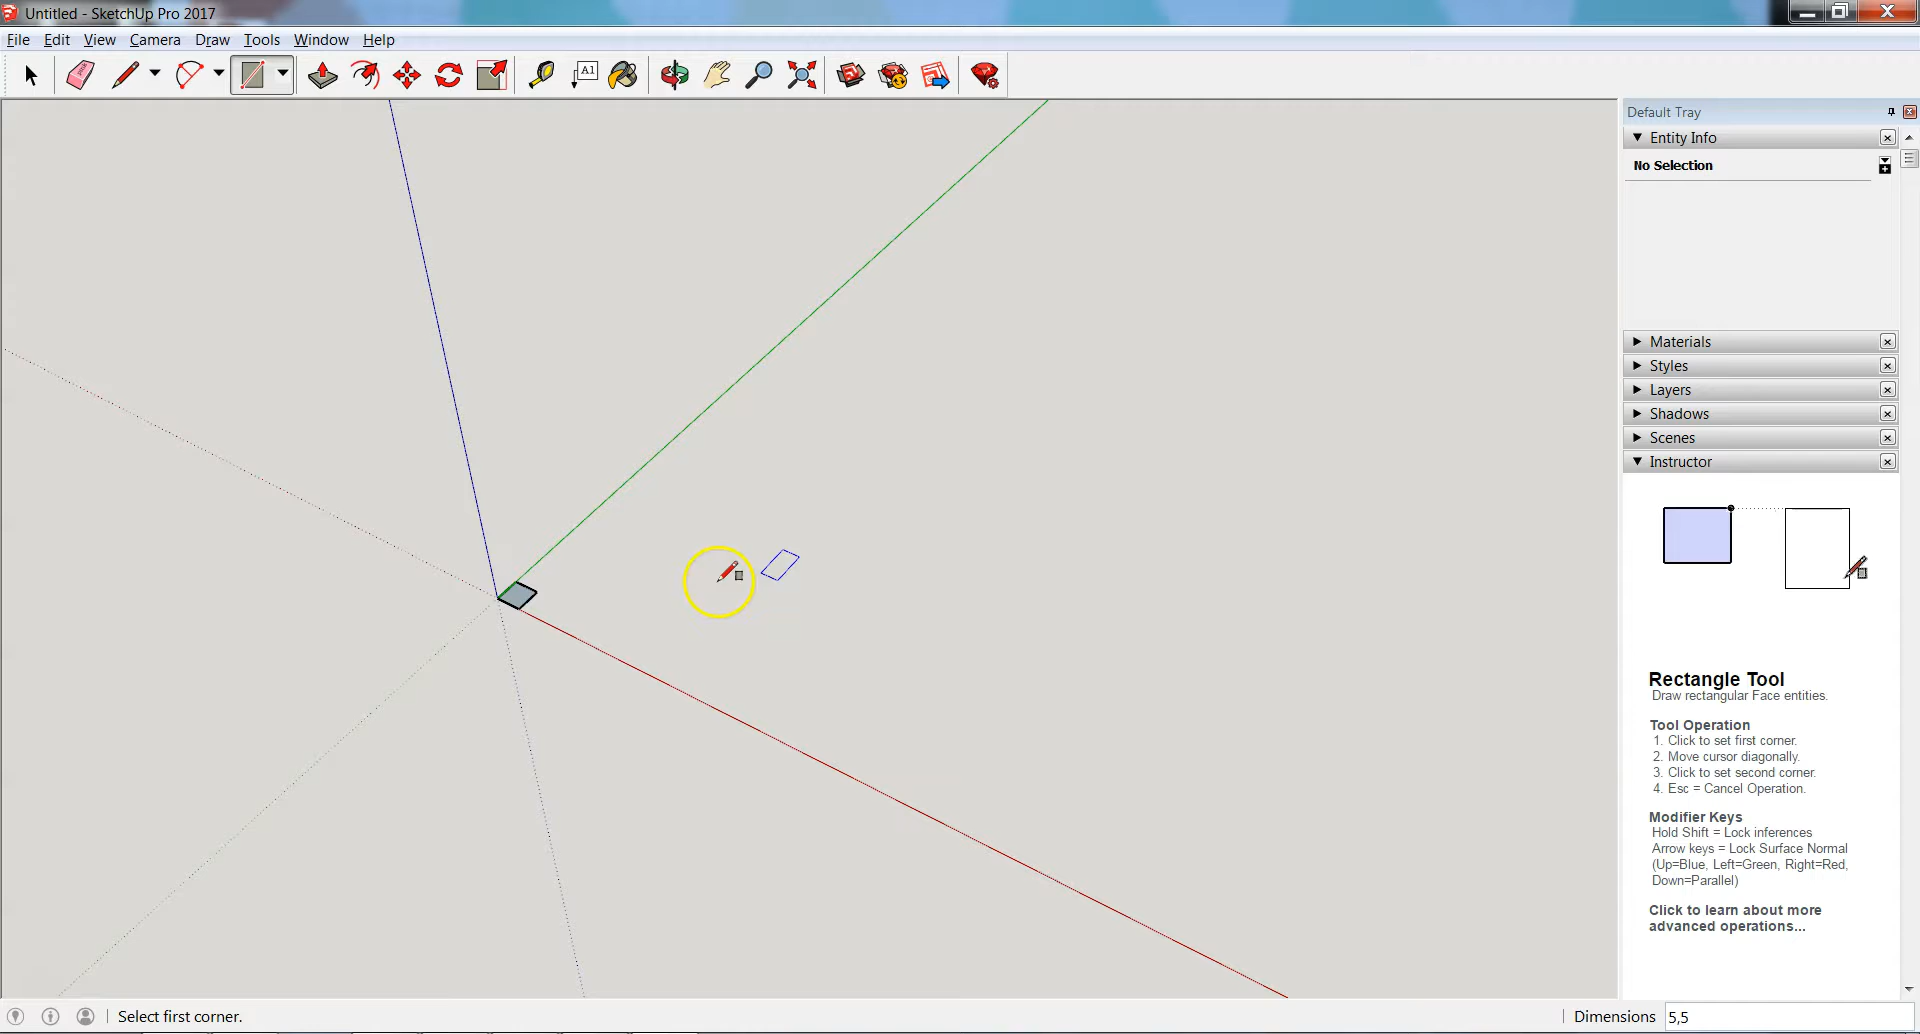 Untitled - SketchUp Pro 2017
File Edit View Camera Draw Tools Window Help
A1
Default Tray
Entity Info
No Selection
Materials
Styles
Layers
Shadows
Scenes
Instructor
Rectangle Tool
Draw rectangular Face entities.
Tool Operation
1. Click to set first corner.
2. Move cursor diagonally.
3. Click to set second corner.
4. Esc = Cancel Operation.
Modifier Keys
Hold Shift = Lock inferences
Arrow keys = Lock Surface Normal
(Up=Blue, Left=Green, Right=Red,
Down=Parallel)
Click to learn about more
advanced operations...
Select first corner.
Dimensions 5,5